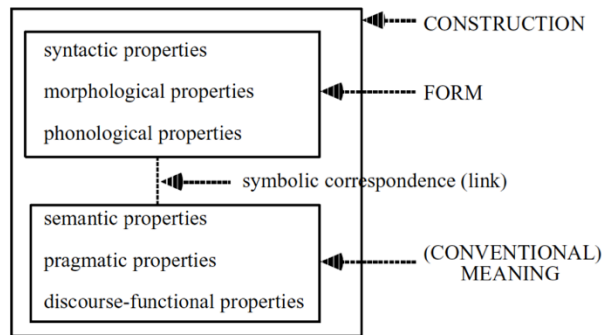 CONSTRUCTION
syntactic properties
morphological properties
FORM
phonological properties
symbolic correspondence (link)
semantic properties
pragmatic properties
(CONVENTIONAL)
MEANING
discourse-functional properties